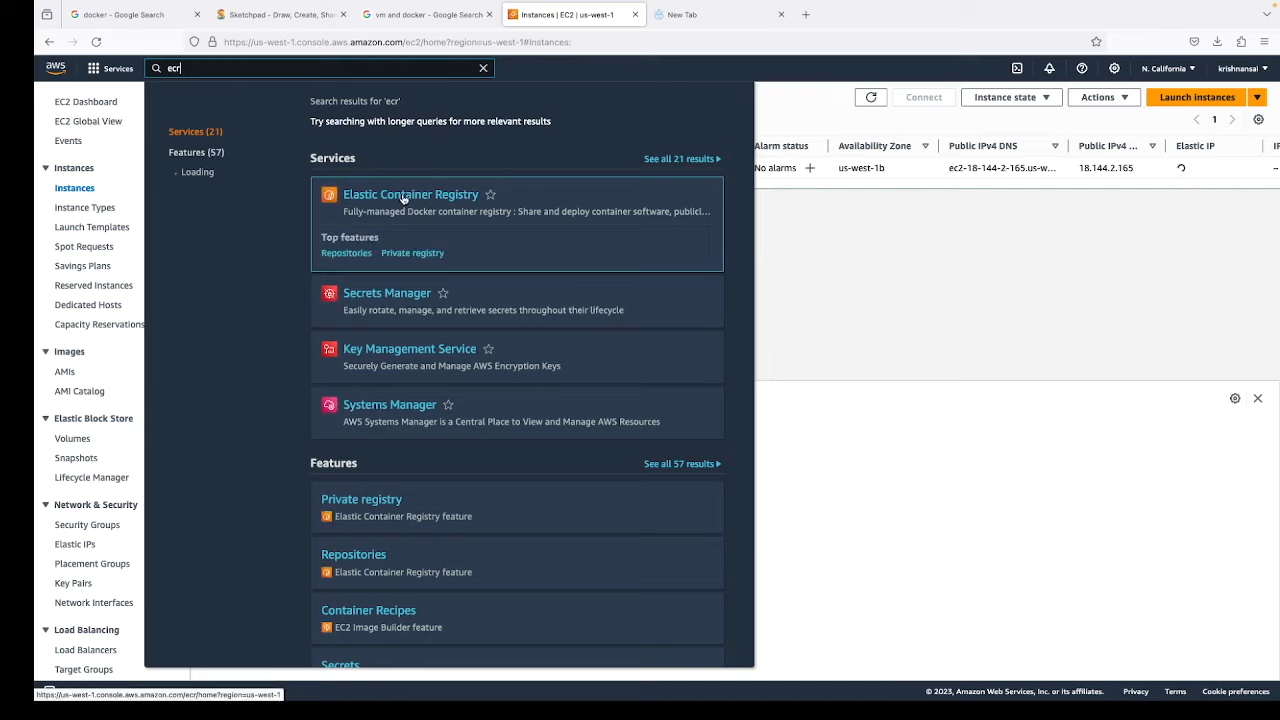 docker - Google Search
Sketchpad - Draw, Create, Shar
vm and docker - Google Search
Instances | EC2 | us-west-1
New Tab
https://us-west-1.console.aws.amazon.com/ec2/home?region=us-west-1#Instances:
aws
Services
ecr
N. California
krishnansai
EC2 Dashboard
EC2 Global View
Events
Instances
Instances
Instance Types
Launch Templates
Spot Requests
Savings Plans
Reserved Instances
Dedicated Hosts
Capacity Reservations
Images
AMIs
AMI Catalog
Elastic Block Store
Volumes
Snapshots
Lifecycle Manager
Network & Security
Security Groups
Elastic IPs
Placement Groups
Key Pairs
Network Interfaces
Load Balancing
Load Balancers
Target Groups
Services (21)
Features (57)
Loading
Search results for 'ecr'
Try searching with longer queries for more relevant results
Services
See all 21 results
Elastic Container Registry
Fully-managed Docker container registry : Share and deploy container software, publicl...
Top features
Repositories Private registry
Secrets Manager
Easily rotate, manage, and retrieve secrets throughout their lifecycle
Key Management Service
Securely Generate and Manage AWS Encryption Keys
Systems Manager
AWS Systems Manager is a Central Place to View and Manage AWS Resources
Features
See all 57 results
Private registry
Elastic Container Registry feature
Repositories
Elastic Container Registry feature
Container Recipes
EC2 Image Builder feature
Secrets
Connect
Instance state
Actions
Launch instances
1
Alarm status
Availability Zone
Public IPv4 DNS
Public IPv4 ...
Elastic IP
No alarms
us-west-1b
ec2-18-144-2-165.us-w...
18.144.2.165
https://us-west-1.console.aws.amazon.com/ecr/home?region=us-west-1
© 2023, Amazon Web Services, Inc. or its affiliates.
Privacy
Terms
Cookie preferences